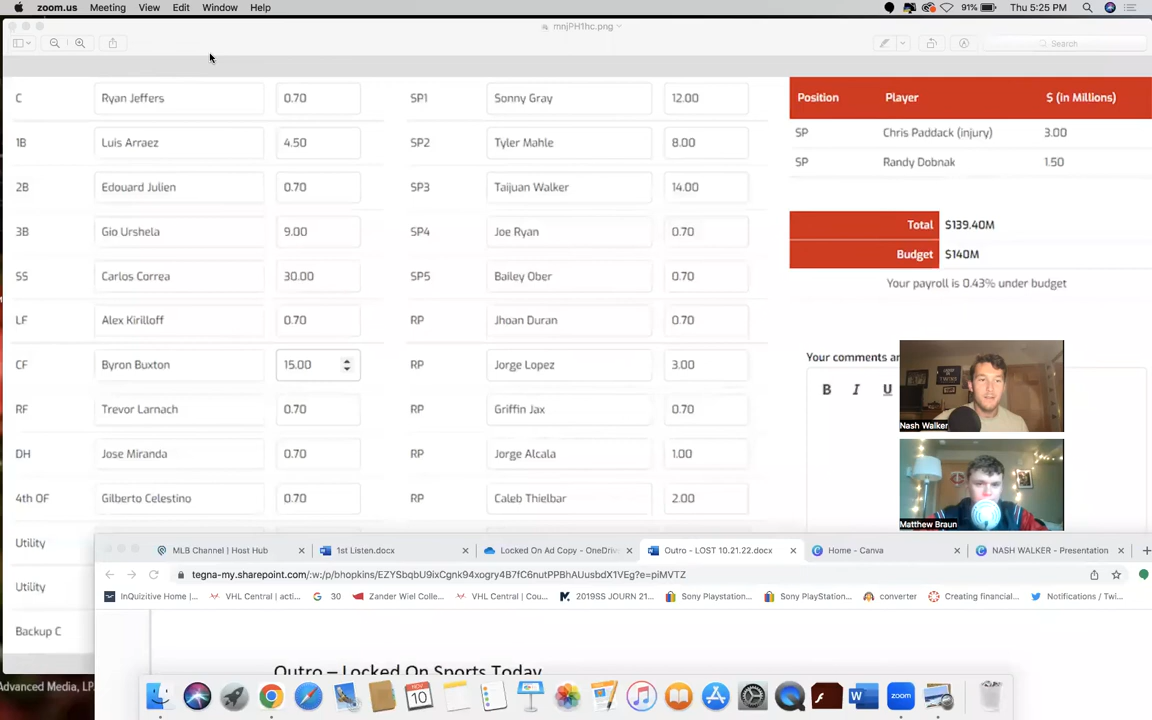 zoom.us Meeting View Edit Window Help 91% Thu 5:25 PM
mnjPH1hc.png
Search
C Ryan Jeffers 0.70 SP1 Sonny Gray 12.00 Position Player $ (in Millions)
SP Chris Paddack (injury) 3.00
1B Luis Arraez 4.50 SP2 Tyler Mahle 8.00
SP Randy Dobnak 1.50
2B Edouard Julien 0.70 SP3 Taijuan Walker 14.00
Total $139.40M
3B Gio Urshela 9.00 SP4 Joe Ryan 0.70
Budget $140M
SS Carlos Correa 30.00 SP5 Bailey Ober 0.70
Your payroll is 0.43% under budget
LF Alex Kirilloff 0.70 RP Jhoan Duran 0.70
Your comments
CF Byron Buxton 15.00 RP Jorge Lopez 3.00
B I U
RF Trevor Larnach 0.70 RP Griffin Jax 0.70
Nash Walker
DH Jose Miranda 0.70 RP Jorge Alcala 1.00
4th OF Gilberto Celestino 0.70 RP Caleb Thielbar 2.00
Matthew Braun
Utility
MLB Channel | Host Hub 1st Listen.docx Locked On Ad Copy - OneDriv Outro - LOST 10.21.22.docx Home - Canva NASH WALKER - Presentation
tegna-my.sharepoint.com/:w:/p/bhopkins/EZYSbqbU9ixCgnk94xogry4B7fC6nutPPBhAUusbdX1VEg?e=piMVTZ
Utility
InQuizitive Home |... VHL Central | acti... 30 Zander Wiel Colle... VHL Central | Cou... 2019SS JOURN 21... Sony Playstation... Sony PlayStation... converter Creating financial... Notifications / Twi...
Backup C
Outro – Locked On Sports Today
Advanced Media, LP.
NOV
10